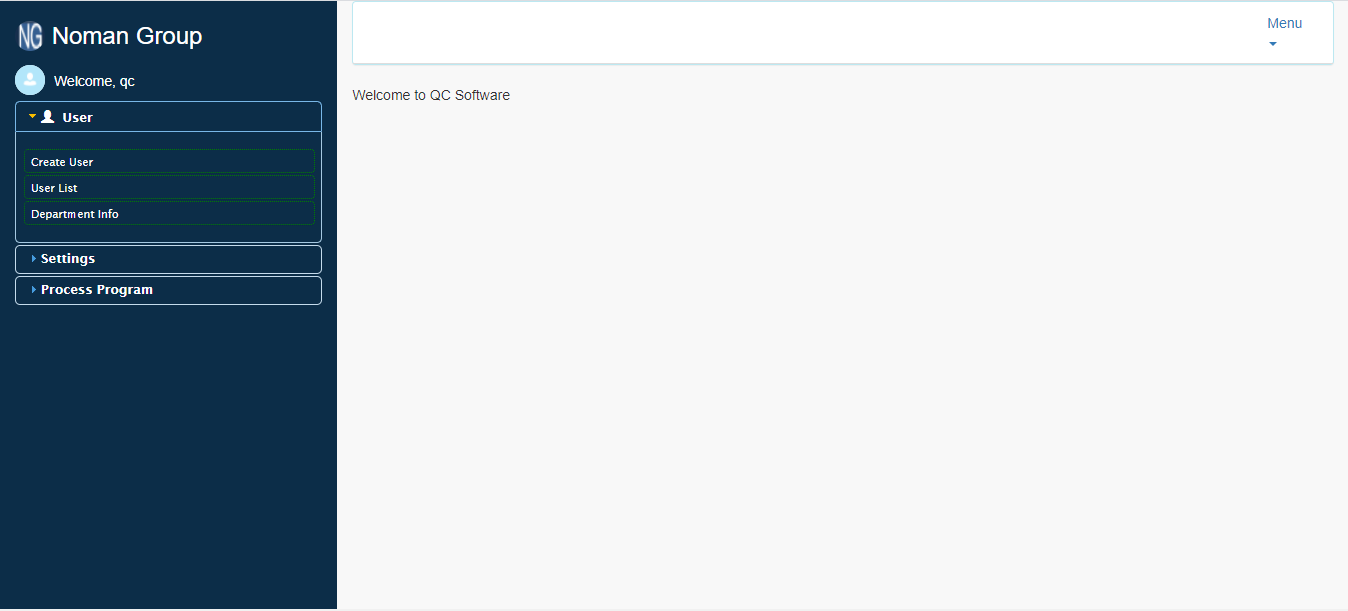 NG Noman Group
Welcome, qc
User
Create User
User List
Department Info
Settings
Process Program
Menu
Welcome to QC Software